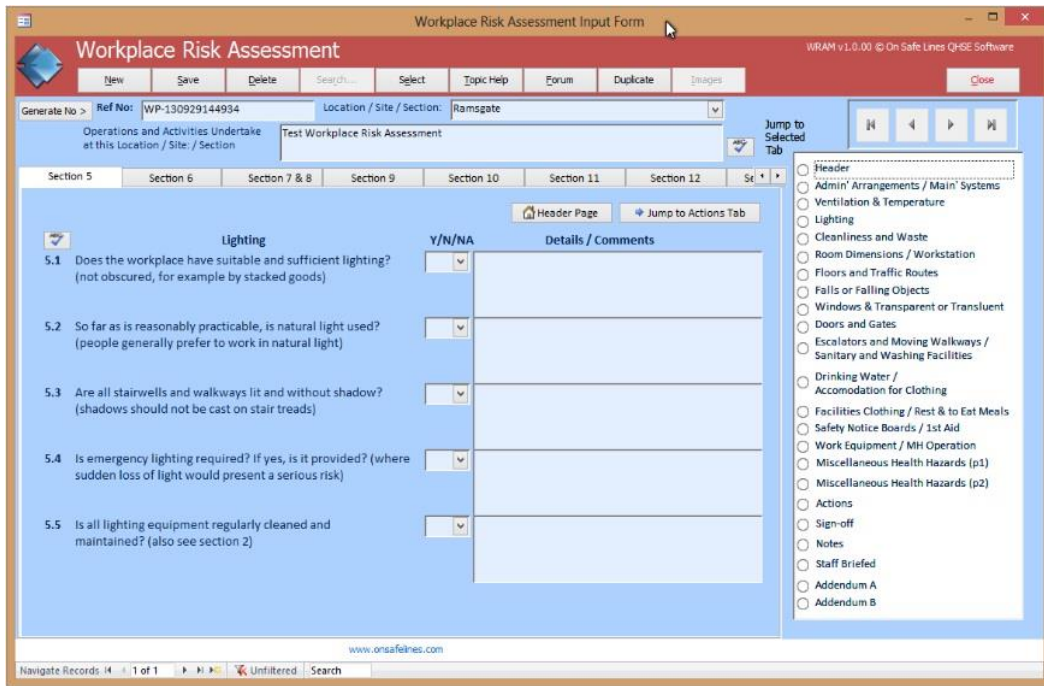 Workplace Risk Assessment Input Form
Workplace Risk Assessment
WRAM v1.0.00 © On Safe Lines QHSE Software
New Save Delete Search... Select Topic Help Forum Duplicate Images Close
Generate No > Ref No: WP-130929144934 Location / Site / Section: Ramsgate
Operations and Activities Undertake
at this Location / Site: / Section
Test Workplace Risk Assessment
Jump to
Selected
Tab
Section 5 Section 6 Section 7 & 8 Section 9 Section 10 Section 11 Section 12 Se
Header Page Jump to Actions Tab
Lighting Y/N/NA Details / Comments
5.1 Does the workplace have suitable and sufficient lighting?
(not obscured, for example by stacked goods)
5.2 So far as is reasonably practicable, is natural light used?
(people generally prefer to work in natural light)
5.3 Are all stairwells and walkways lit and without shadow?
(shadows should not be cast on stair treads)
5.4 Is emergency lighting required? If yes, is it provided? (where
sudden loss of light would present a serious risk)
5.5 Is all lighting equipment regularly cleaned and
maintained? (also see section 2)
Header
Admin' Arrangements / Main' Systems
Ventilation & Temperature
Lighting
Cleanliness and Waste
Room Dimensions / Workstation
Floors and Traffic Routes
Falls or Falling Objects
Windows & Transparent or Transluent
Doors and Gates
Escalators and Moving Walkways /
Sanitary and Washing Facilities
Drinking Water /
Accomodation for Clothing
Facilities Clothing / Rest & to Eat Meals
Safety Notice Boards / 1st Aid
Work Equipment / MH Operation
Miscellaneous Health Hazards (p1)
Miscellaneous Health Hazards (p2)
Actions
Sign-off
Notes
Staff Briefed
Addendum A
Addendum B
www.onsafelines.com
Navigate Records 1 of 1 Unfiltered Search